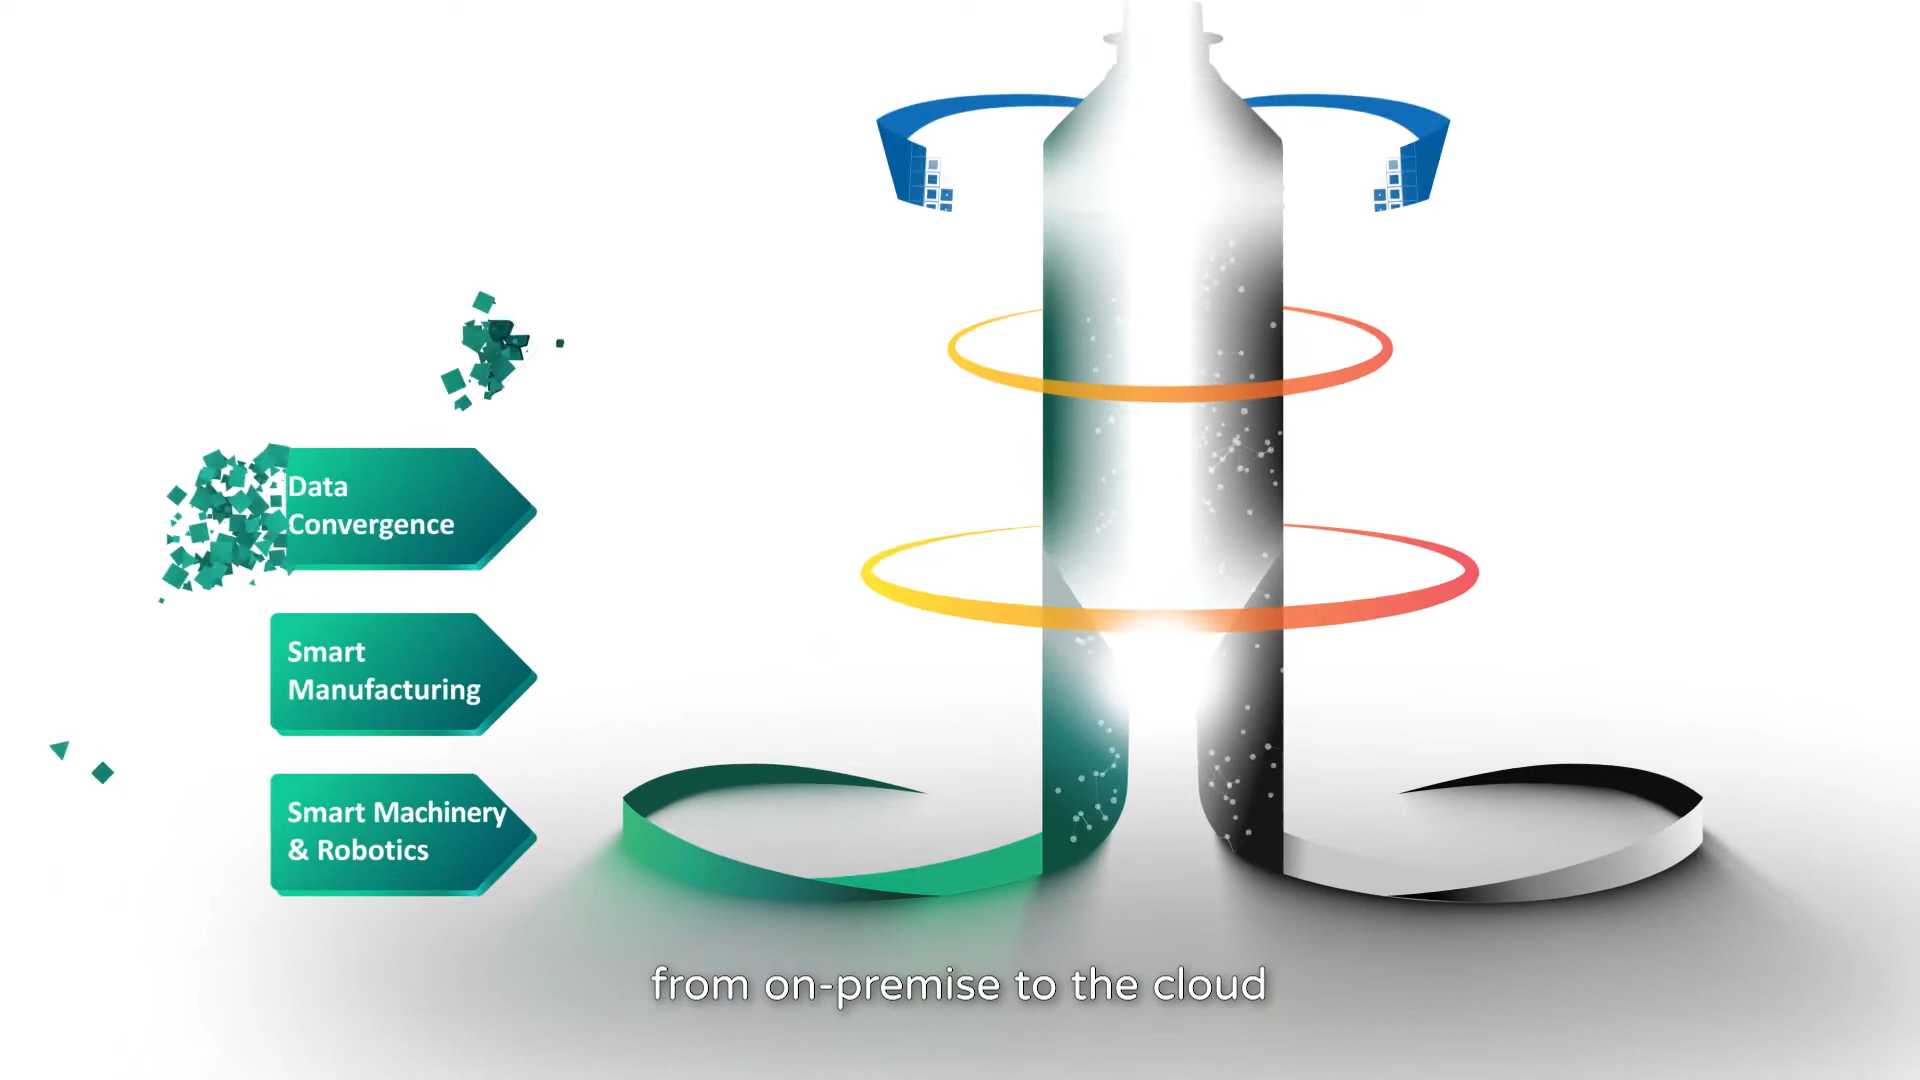 Data
Convergence
Smart
Manufacturing
Smart Machinery
& Robotics
from on-premise to the cloud